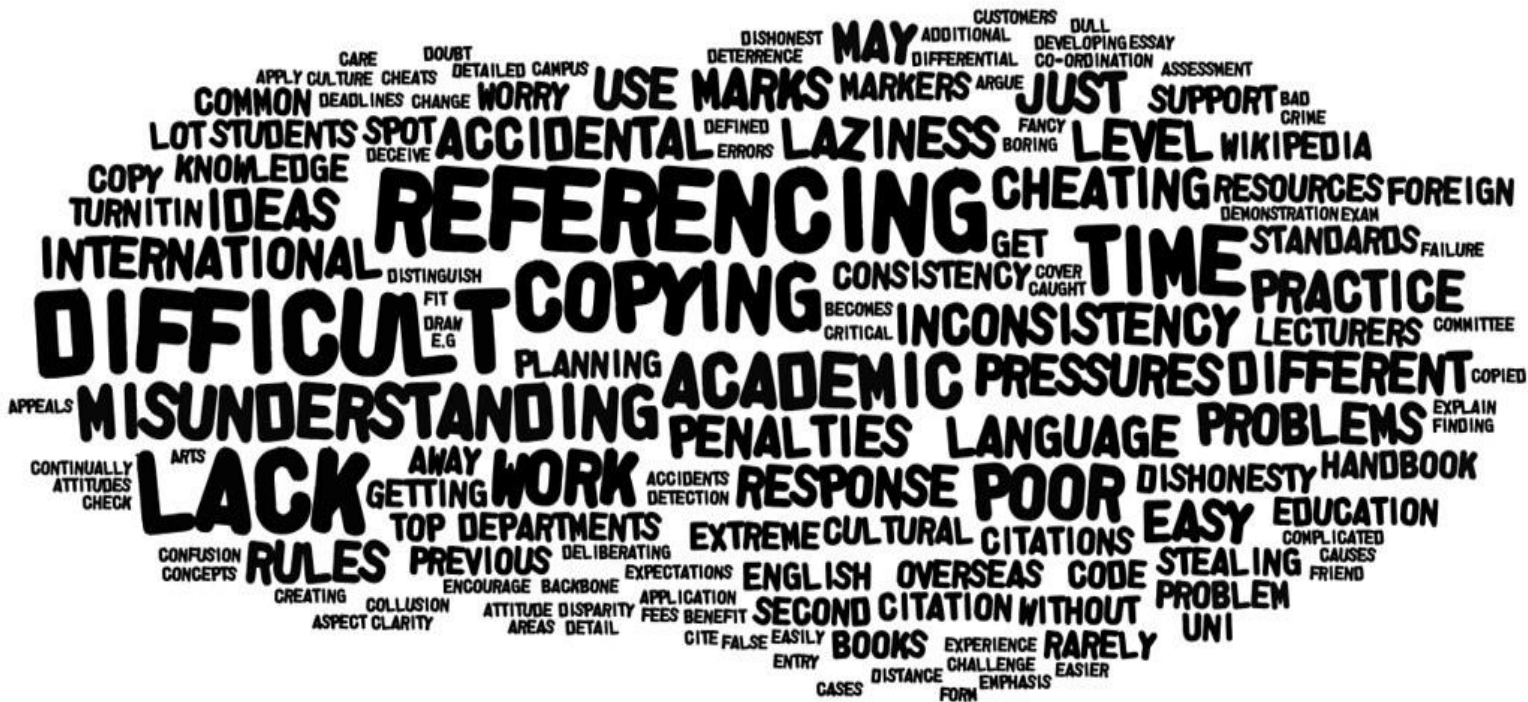 CUSTOMERS
DISHONEST MAY ADDITIONAL DULL
DETERRENCE DIFFERENTIAL DEVELOPING ESSAY
CARE DOUBT CO-ORDINATION ASSESSMENT
APPLY CULTURE CHEATS DETAILED CAMPUS
COMMON DEADLINES CHANGE WORRY USE MARKS MARKERS ARGUE JUST SUPPORT BAD
CRIME
LOT STUDENTS SPOT ACCIDENTAL DEFINED LAZINESS FANCY LEVEL WIKIPEDIA
DECEIVE ERRORS BORING
COPY KNOWLEDGE
TURNITIN IDEAS REFERENCING CHEATING RESOURCES FOREIGN
DEMONSTRATION EXAM
INTERNATIONAL GET TIME STANDARDS FAILURE
DISTINGUISH COPYING CONSISTENCY COVER PRACTICE
CAUGHT
DIFFICULT FIT BECOMES INCONSISTENCY LECTURERS COMMITTEE
DRAW CRITICAL
E.G
PLANNING ACADEMIC PRESSURES DIFFERENT COPIED
APPEALS MISUNDERSTANDING PENALTIES LANGUAGE PROBLEMS EXPLAIN
FINDING
CONTINUALLY ARTS LACK AWAY WORK ACCIDENTS RESPONSE POOR DISHONESTY HANDBOOK
ATTITUDES GETTING DETECTION
CHECK
TOP DEPARTMENTS EXTREME CULTURAL CITATIONS EASY EDUCATION
COMPLICATED
CONFUSION RULES PREVIOUS DELIBERATING STEALING CAUSES
CONCEPTS EXPECTATIONS ENGLISH OVERSEAS CODE FRIEND
CREATING ENCOURAGE BACKBONE
COLLUSION ATTITUDE DISPARITY APPLICATION SECOND CITATION WITHOUT PROBLEM
ASPECT CLARITY AREAS DETAIL FEES BENEFIT UNI
CITE FALSE EASILY BOOKS EXPERIENCE RARELY
ENTRY CHALLENGE EASIER
DISTANCE EMPHASIS
CASES FORM